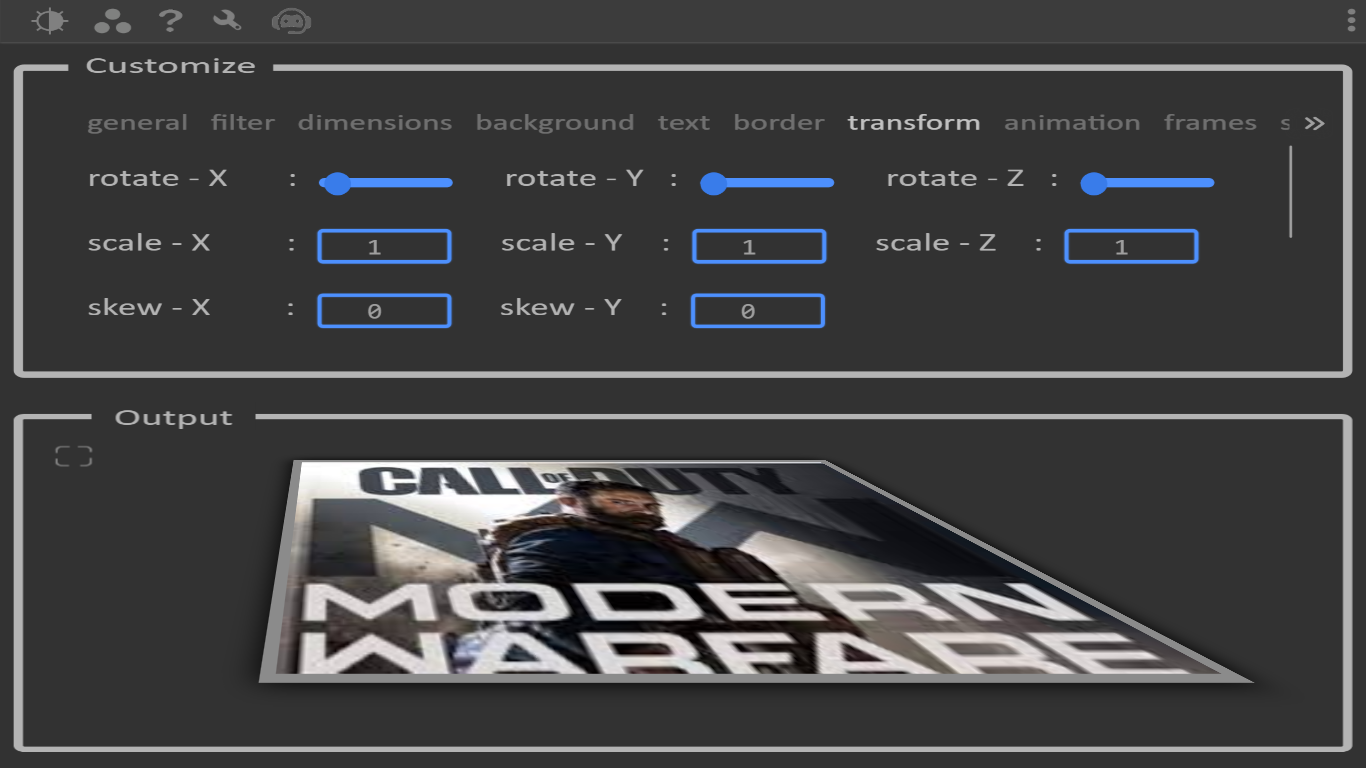 Customize
general filter dimensions background text border transform animation frames s »
rotate - X : rotate - Y : rotate - Z :
scale - X : 1 scale - Y : 1 scale - Z : 1
skew - X : 0 skew - Y : 0
Output
CALL OF DUTY
MW
MODERN
WARFARE